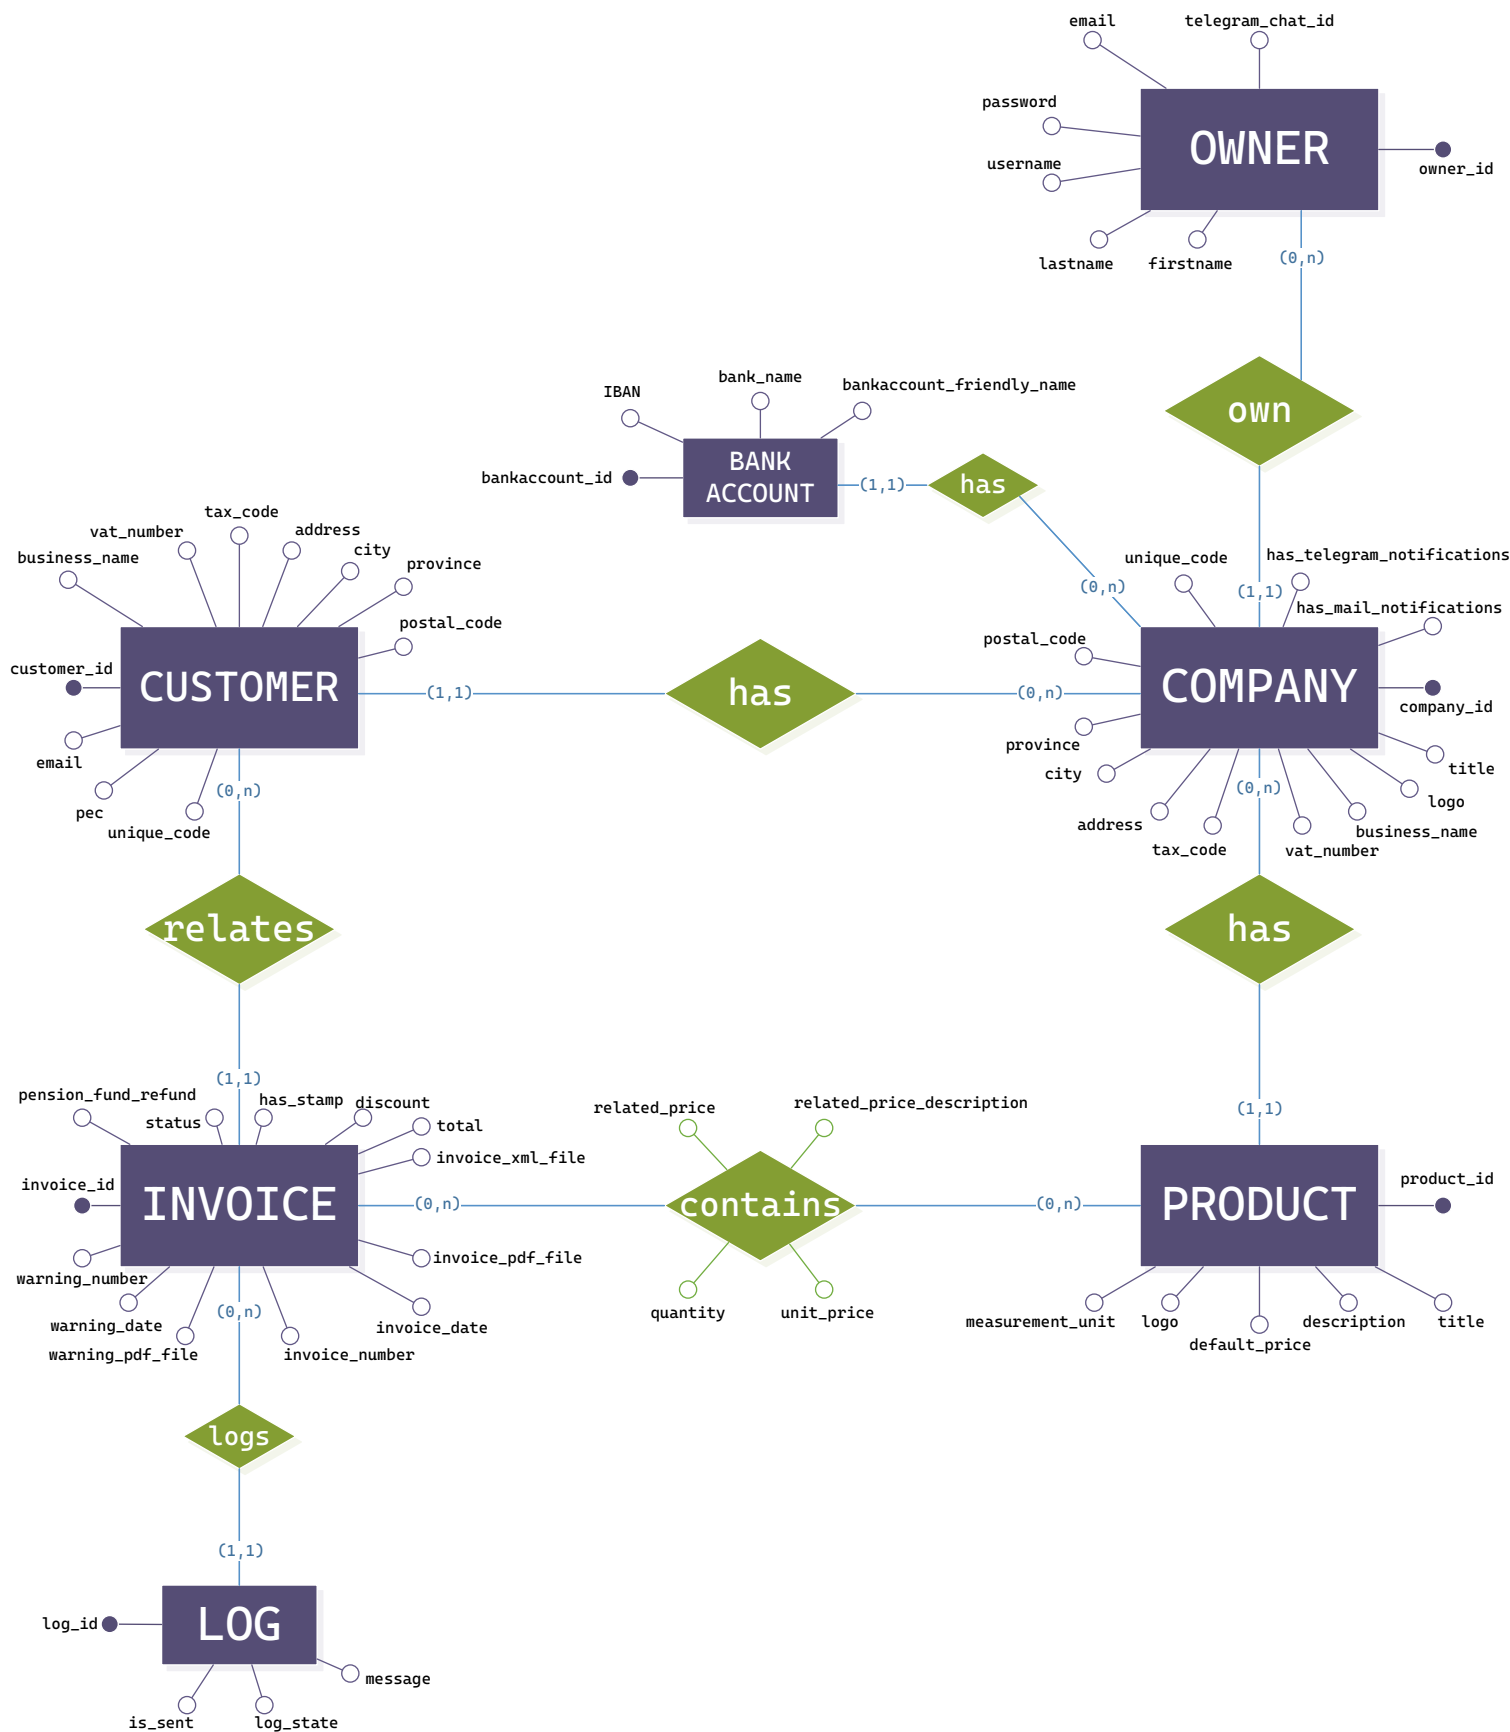 email
telegram_chat_id
password
OWNER
username
owner_id
lastname
firstname
(0,n)
own
IBAN
bank_name
bankaccount_friendly_name
BANK
ACCOUNT
bankaccount_id
(1,1)
has
(0,n)
tax_code
vat_number
address
business_name
city
province
postal_code
customer_id
CUSTOMER
email
pec
unique_code
(1,1)
has
(0,n)
unique_code
has_telegram_notifications
(1,1)
has_mail_notifications
postal_code
COMPANY
company_id
province
city
title
logo
address
tax_code
vat_number
business_name
(0,n)
(0,n)
relates
has
(1,1)
(1,1)
pension_fund_refund
status
has_stamp
discount
total
invoice_xml_file
invoice_id
INVOICE
invoice_pdf_file
warning_number
warning_date
warning_pdf_file
invoice_number
invoice_date
(0,n)
(0,n)
related_price
related_price_description
contains
quantity
unit_price
(0,n)
PRODUCT
product_id
measurement_unit
logo
default_price
description
title
logs
(1,1)
log_id
LOG
message
is_sent
log_state